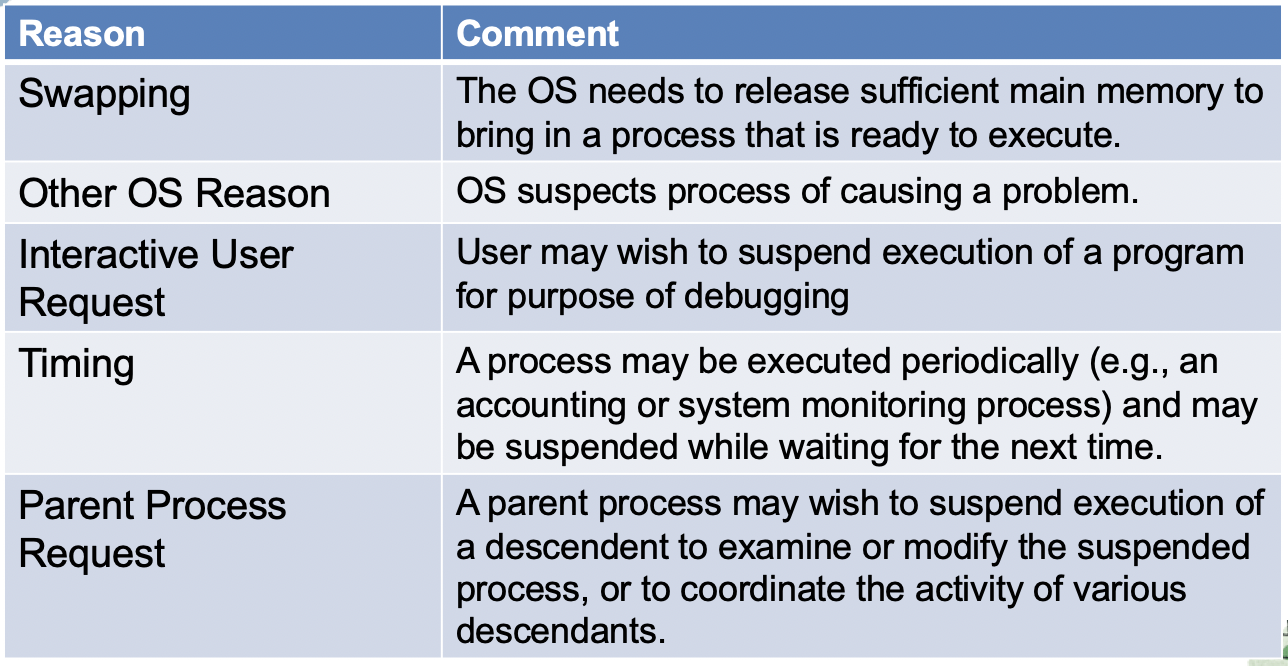 Reason
Comment
Swapping
The OS needs to release sufficient main memory to
bring in a process that is ready to execute.
Other OS Reason
OS suspects process of causing a problem.
Interactive User
Request
User may wish to suspend execution of a program
for purpose of debugging
Timing
A process may be executed periodically (e.g., an
accounting or system monitoring process) and may
be suspended while waiting for the next time.
Parent Process
Request
A parent process may wish to suspend execution of
a descendent to examine or modify the suspended
process, or to coordinate the activity of various
descendants.